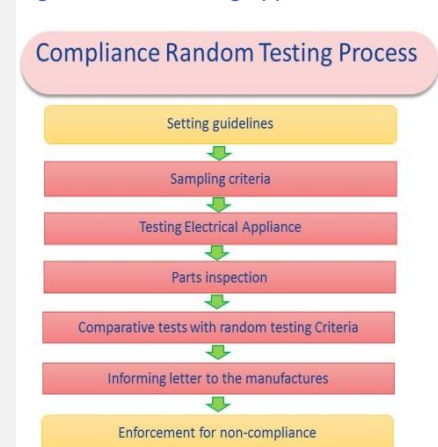 Compliance Random Testing Process
Setting guidelines
Sampling criteria
Testing Electrical Appliance
Parts inspection
Comparative tests with random testing Criteria
Informing letter to the manufactures
Enforcement for non-compliance